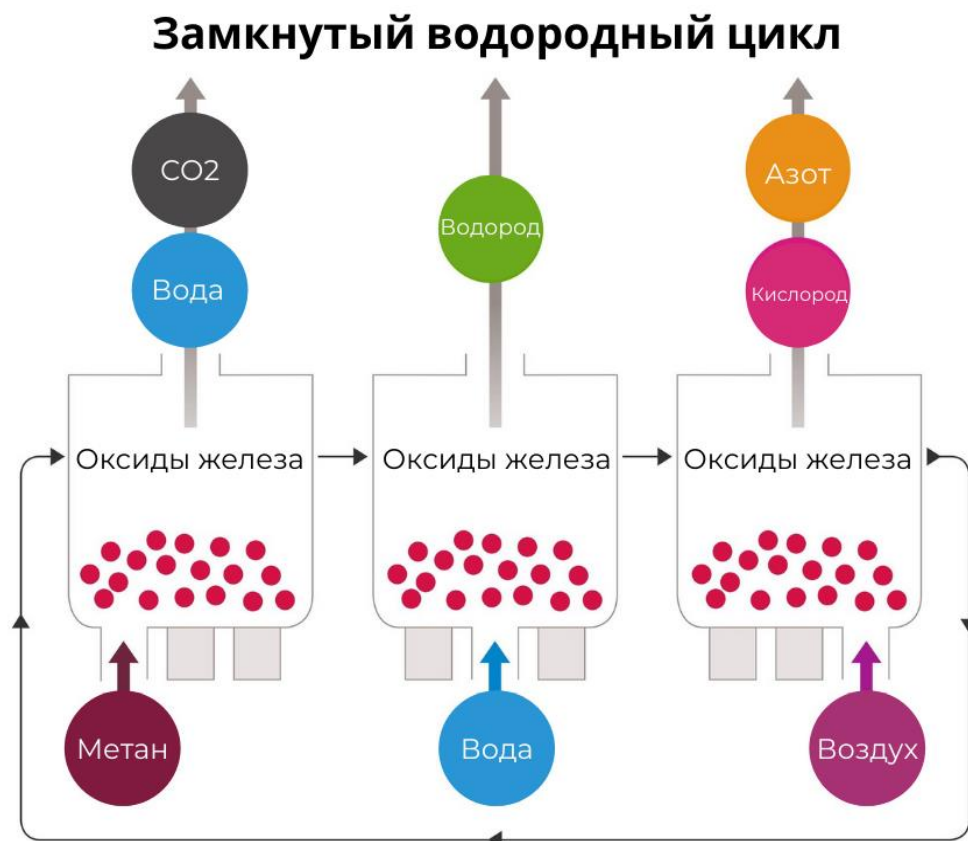 Замкнутый водородный цикл
CO2
Вода
Водород
Азот
Кислород
Оксиды железа
Оксиды железа
Оксиды железа
Метан
Вода
Воздух